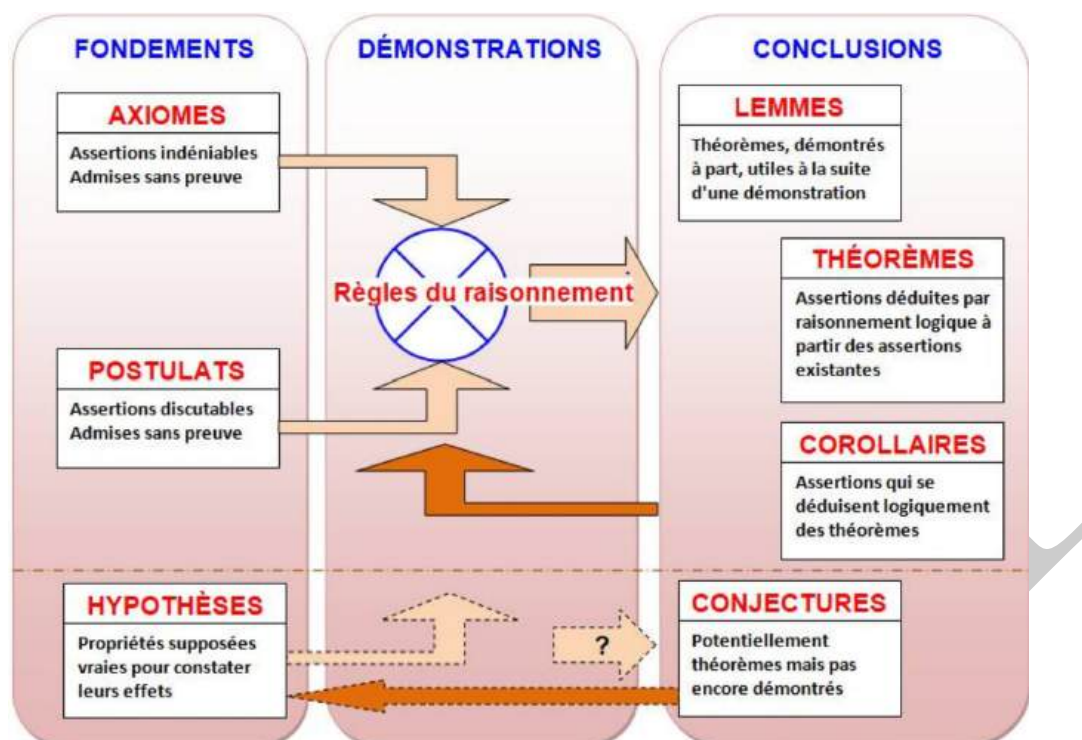 FONDEMENTS
AXIOMES
Assertions indéniables
Admises sans preuve
POSTULATS
Assertions discutables
Admises sans preuve
HYPOTHÈSES
Propriétés supposées
vraies pour constater
leurs effets
DÉMONSTRATIONS
Règles du raisonnement
?
CONCLUSIONS
LEMMES
Théorèmes, démontrés
à part, utiles à la suite
d'une démonstration
THÉORÈMES
Assertions déduites par
raisonnement logique à
partir des assertions
existantes
COROLLAIRES
Assertions qui se
déduisent logiquement
des théorèmes
CONJECTURES
Potentiellement
théorèmes mais pas
encore démontrés